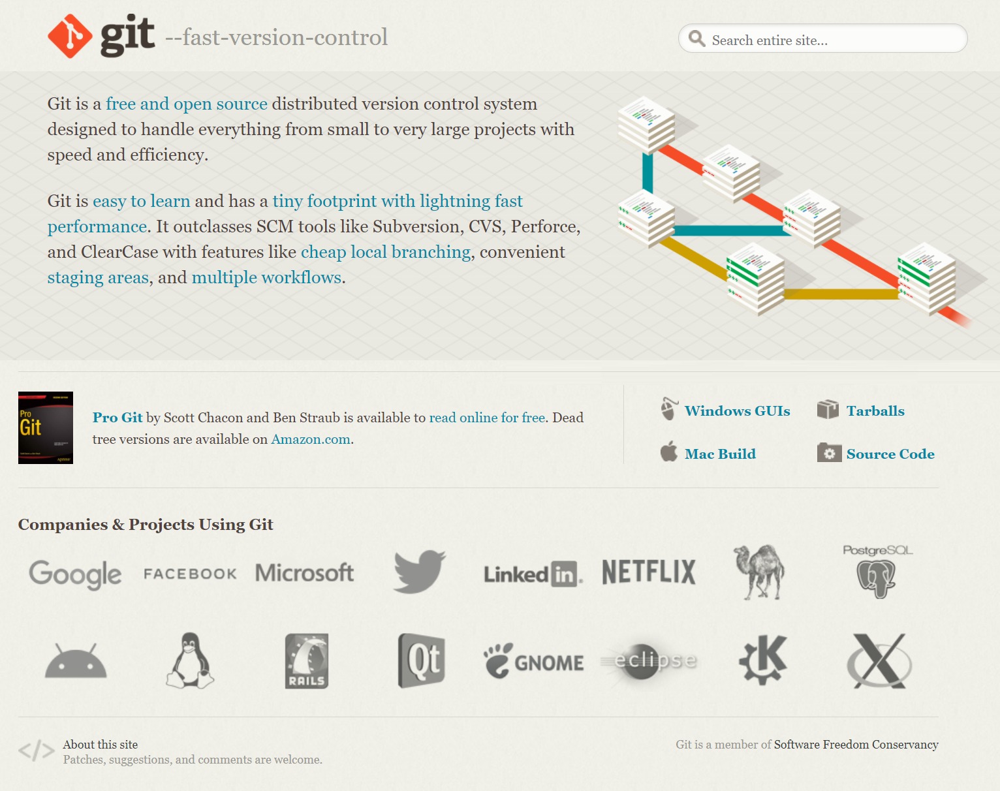 git --fast-version-control
Search entire site...
Git is a free and open source distributed version control system
designed to handle everything from small to very large projects with
speed and efficiency.
Git is easy to learn and has a tiny footprint with lightning fast
performance. It outclasses SCM tools like Subversion, CVS, Perforce,
and ClearCase with features like cheap local branching, convenient
staging areas, and multiple workflows.
Pro
Git
apress
Pro Git by Scott Chacon and Ben Straub is available to read online for free. Dead
tree versions are available on Amazon.com.
Windows GUIs
Tarballs
Mac Build
Source Code
Companies & Projects Using Git
Google
FACEBOOK
Microsoft
Linked in
NETFLIX
PostgreSQL
RAILS
Qt
GNOME
eclipse
K
X
</>
About this site
Patches, suggestions, and comments are welcome.
Git is a member of Software Freedom Conservancy